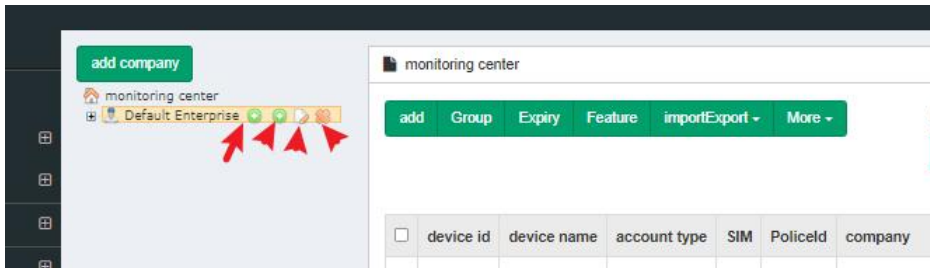 add company
monitoring center
Default Enterprise
monitoring center
add Group Expiry Feature importExport More
device id device name account type SIM PoliceId company